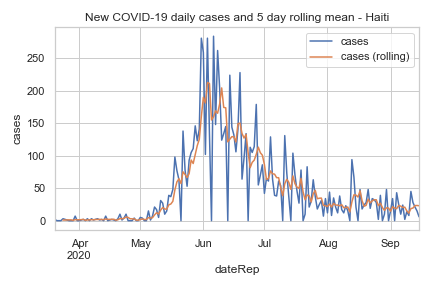 New COVID-19 daily cases and 5 day rolling mean - Haiti
cases
cases (rolling)
250
200
150
100
50
0
cases
Apr
2020
May
Jun
Jul
Aug
Sep
dateRep